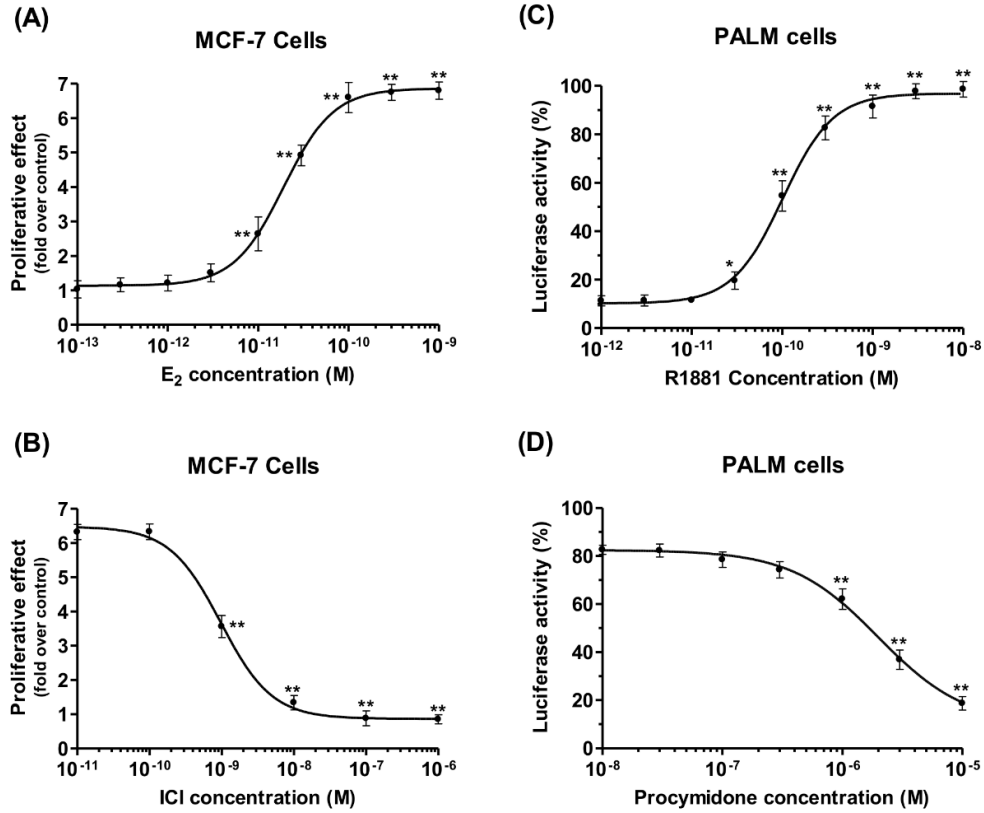 (A)
MCF-7 Cells
Proliferative effect
(fold over control)
7
6
5
4
3
2
1
0
** ** ** ** **
10-13 10-12 10-11 10-10 10-9
E2 concentration (M)
(C)
PALM cells
Luciferase activity (%)
100
80
60
40
20
0
* ** ** ** ** **
10-12 10-11 10-10 10-9 10-8
R1881 Concentration (M)
(B)
MCF-7 Cells
Proliferative effect
(fold over control)
7
6
5
4
3
2
1
0
** ** ** **
10-11 10-10 10-9 10-8 10-7 10-6
ICI concentration (M)
(D)
PALM cells
Luciferase activity (%)
100
80
60
40
20
0
** ** **
10-8 10-7 10-6 10-5
Procymidone concentration (M)